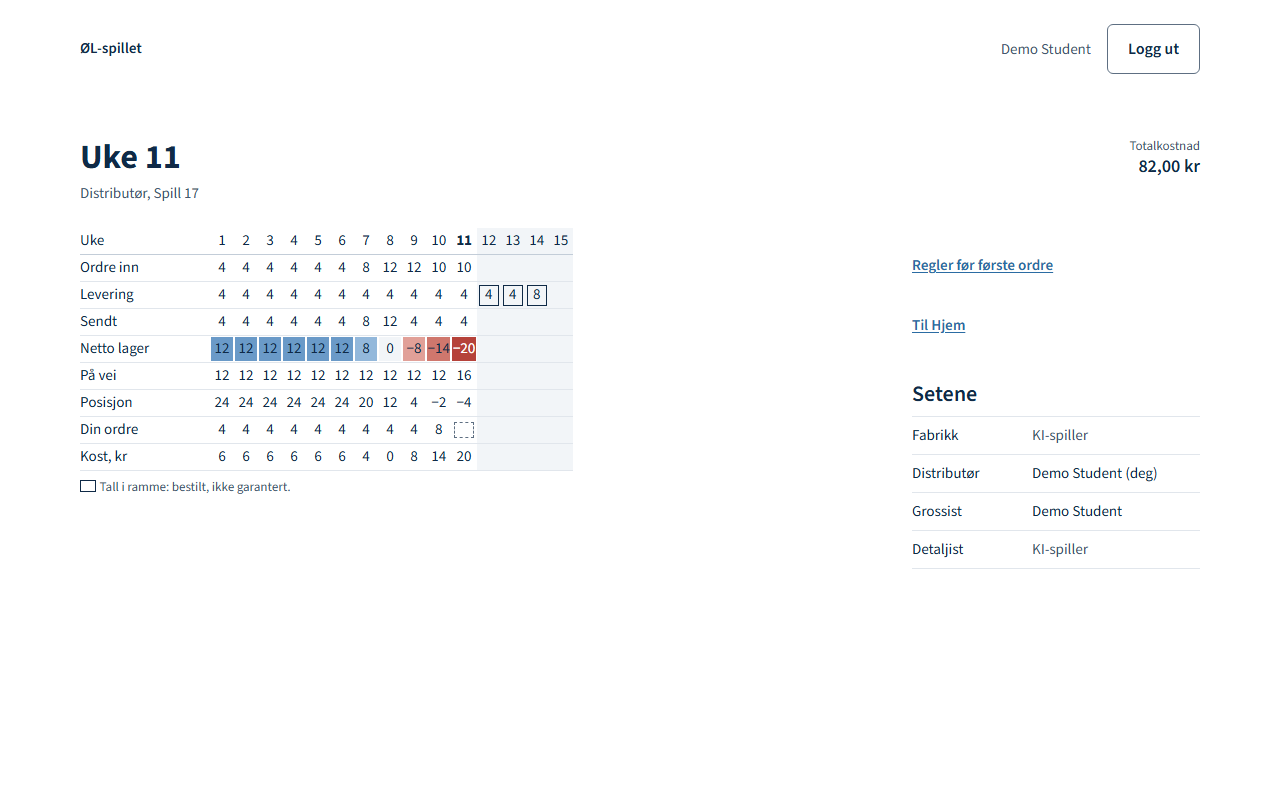 ØL-spillet
Demo Student
Logg ut
Uke 11
Distributør, Spill 17
Totalkostnad
82,00 kr
Uke 1 2 3 4 5 6 7 8 9 10 11 12 13 14 15
Ordre inn 4 4 4 4 4 4 8 12 12 10 10
Levering 4 4 4 4 4 4 4 4 4 4 4 4 4 8
Sendt 4 4 4 4 4 4 8 12 4 4 4
Netto lager 12 12 12 12 12 12 8 0 −8 −14 −20
På vei 12 12 12 12 12 12 12 12 12 12 16
Posisjon 24 24 24 24 24 24 20 12 4 −2 −4
Din ordre 4 4 4 4 4 4 4 4 4 8
Kost, kr 6 6 6 6 6 6 4 0 8 14 20
Tall i ramme: bestilt, ikke garantert.
Regler før første ordre
Til Hjem
Setene
Fabrikk KI-spiller
Distributør Demo Student (deg)
Grossist Demo Student
Detaljist KI-spiller